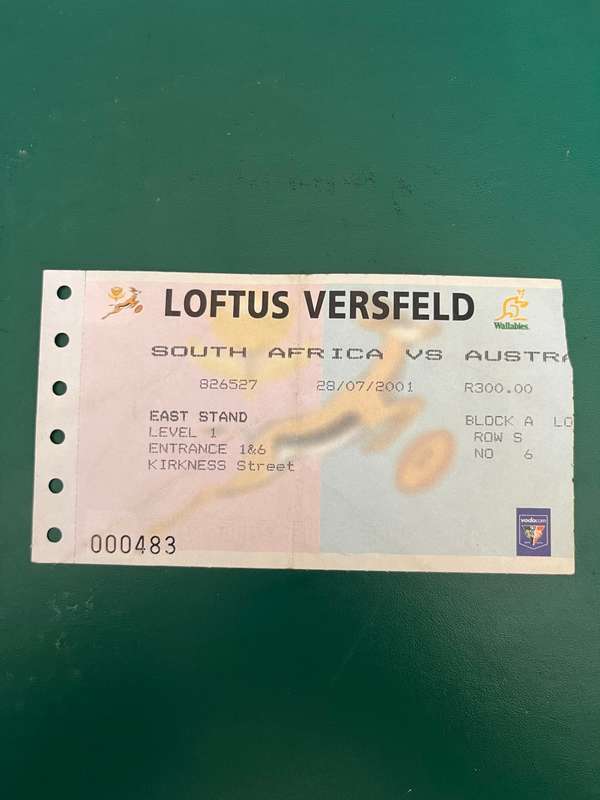 LOFTUS VERSFELD
Wallabies
SOUTH AFRICA VS AUSTRA
826527 28/07/2001 R300.00
EAST STAND BLOCK A LO
LEVEL 1 ROW S
ENTRANCE 1&6 NO 6
KIRKNESS Street
vodacom
000483